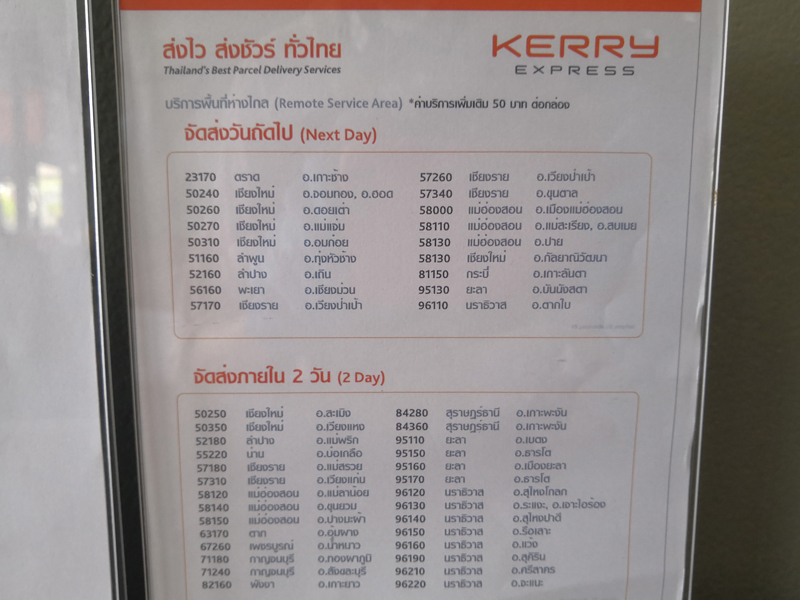 ส่งไว ส่งชัวร์ ทั่วไทย
Thailand's Best Parcel Delivery Services
KERRY
EXPRESS
บริการพื้นที่ห่างไกล (Remote Service Area) *ค่าบริการเพิ่มเติม 50 บาท ต่อกล่อง
จัดส่งวันถัดไป (Next Day)
23170 ตราด อ.เกาะช้าง
50240 เชียงใหม่ อ.จอมทอง, อ.ฮอด
50260 เชียงใหม่ อ.ดอยเต่า
50270 เชียงใหม่ อ.แม่แจ่ม
50310 เชียงใหม่ อ.อมก๋อย
51160 ลำพูน อ.ทุ่งหัวช้าง
52160 ลำปาง อ.เถิน
56160 พะเยา อ.เชียงม่วน
57170 เชียงราย อ.เวียงป่าเป้า
57260 เชียงราย อ.เวียงป่าเป้า
57340 เชียงราย อ.ขุนตาล
58000 แม่ฮ่องสอน อ.เมืองแม่ฮ่องสอน
58110 แม่ฮ่องสอน อ.แม่สะเรียง, อ.สบเมย
58130 แม่ฮ่องสอน อ.ปาย
58130 เชียงใหม่ อ.กัลยาณิวัฒนา
81150 กระบี่ อ.เกาะลันตา
95130 ยะลา อ.บันนังสตา
96110 นราธิวาส อ.ตากใบ
จัดส่งภายใน 2 วัน (2 Day)
50250 เชียงใหม่ อ.สะเมิง
50350 เชียงใหม่ อ.เวียงแหง
52180 ลำปาง อ.แม่พริก
55220 น่าน อ.บ่อเกลือ
57180 เชียงราย อ.แม่สรวย
57310 เชียงราย อ.เวียงแก่น
58120 แม่ฮ่องสอน อ.แม่ลาน้อย
58140 แม่ฮ่องสอน อ.ขุนยวม
58150 แม่ฮ่องสอน อ.ปางมะผ้า
63170 ตาก อ.อุ้มผาง
67260 เพชรบูรณ์ อ.น้ำหนาว
71180 กาญจนบุรี อ.ทองผาภูมิ
71240 กาญจนบุรี อ.สังขละบุรี
82160 พังงา อ.เกาะยาว
84280 สุราษฎร์ธานี อ.เกาะพะงัน
84360 สุราษฎร์ธานี อ.เกาะพะงัน
95110 ยะลา อ.เบตง
95150 ยะลา อ.ธารโต
95160 ยะลา อ.เมืองยะลา
95170 ยะลา อ.ธารโต
96120 นราธิวาส อ.สุไหงโกลก
96130 นราธิวาส อ.ระแงะ, อ.เจาะไอร้อง
96140 นราธิวาส อ.สุไหงปาดี
96150 นราธิวาส อ.รือเสาะ
96160 นราธิวาส อ.แว้ง
96190 นราธิวาส อ.สุคิริน
96210 นราธิวาส อ.ศรีสาคร
96220 นราธิวาส อ.จะแนะ